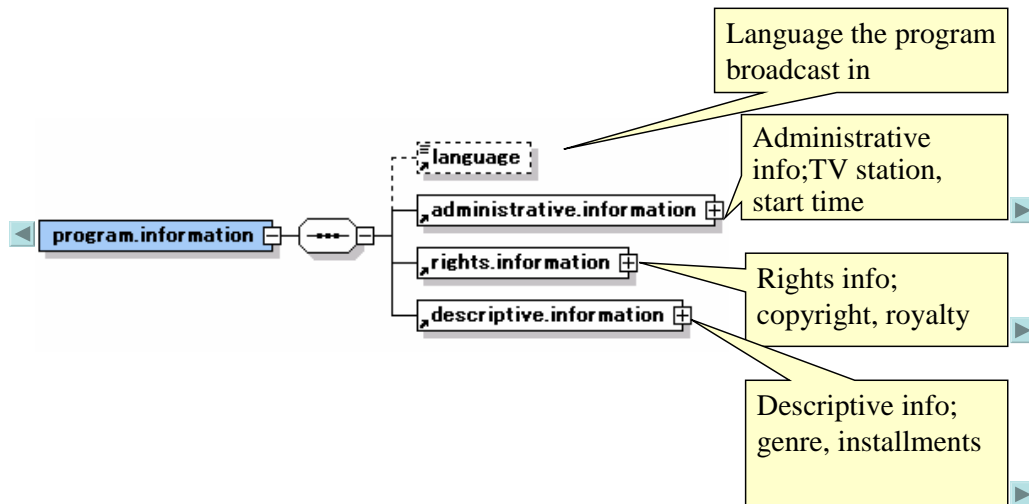 Language the program
broadcast in
language
Administrative
info;TV station,
start time
administrative.information
program.information
rights.information
Rights info;
copyright, royalty
descriptive.information
Descriptive info;
genre, installments